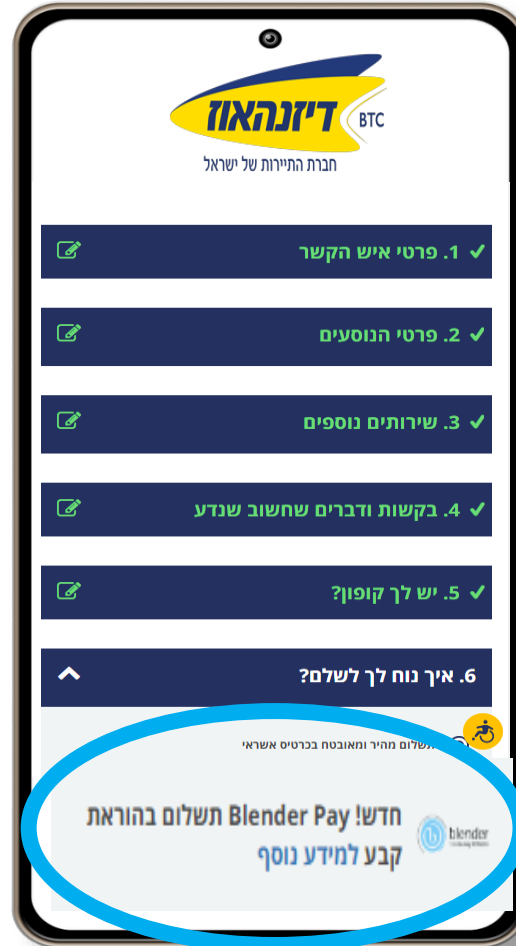 דיזנהאוז
BTC
חברת התיירות של ישראל
1. פרטי איש הקשר
2. פרטי הנוסעים
3. שירותים נוספים
4. בקשות ודברים שחשוב שנדע
5. יש לך קופון?
6. איך נוח לך לשלם?
תשלום מהיר ומאובטח בכרטיס אשראי
חדש! Blender Pay תשלום בהוראת
קבע למידע נוסף
blender